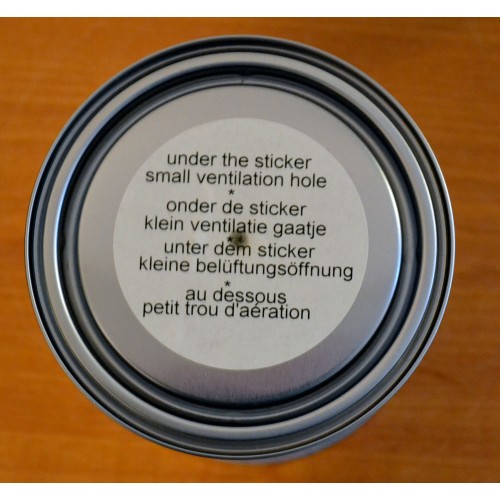 under the sticker
small ventilation hole
*
onder de sticker
klein ventilatie gaatje
*
unter dem sticker
kleine belüftungsöffnung
*
au dessous
petit trou d'aération